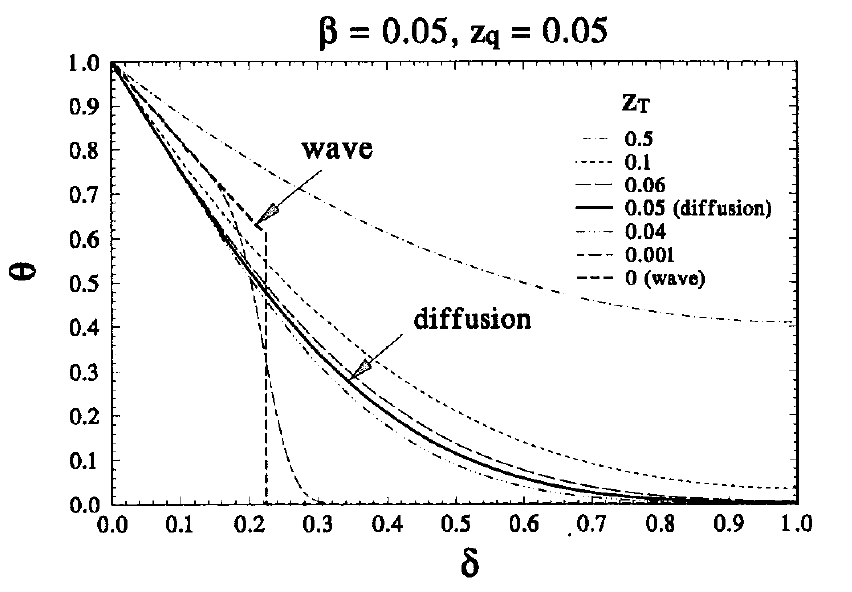 β = 0.05, zq = 0.05
1.0
0.9
0.8
0.7
0.6
0.5
0.4
0.3
0.2
0.1
0.0
θ
wave
diffusion
zT
0.5
0.1
0.06
0.05 (diffusion)
0.04
0.001
0 (wave)
0.0 0.1 0.2 0.3 0.4 0.5 0.6 0.7 0.8 0.9 1.0
δ